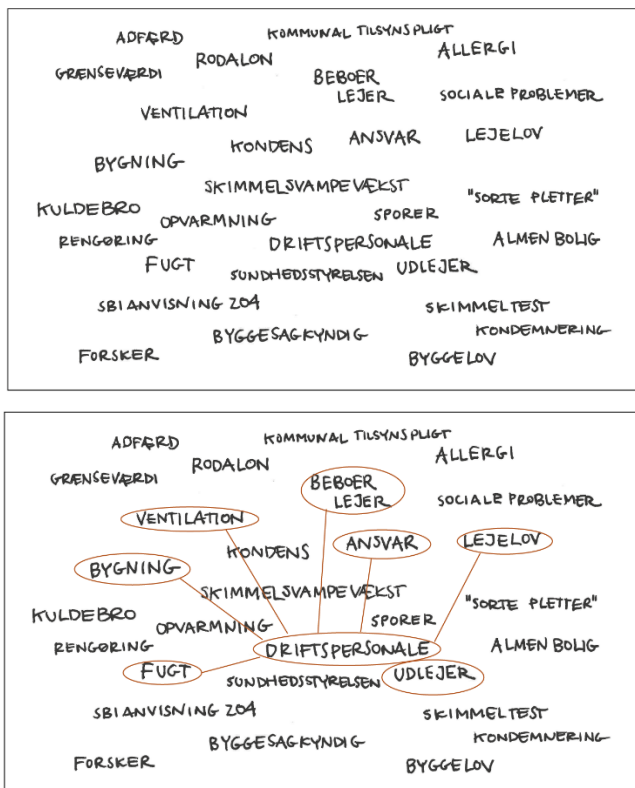 ADFÆRD
KOMMUNAL TILSYNSPLIGT
ALLERGI
GRÆNSEVÆRDI
RODALON
BEBOER
LEJER
SOCIALE PROBLEMER
VENTILATION
KONDENS
ANSVAR
LEJELOV
BYGNING
SKIMMELSVAMPEVÆKST
"SORTE PLETTER"
KULDEBRO
OPVARMNING
SPORER
RENGØRING
DRIFTSPERSONALE
ALMEN BOLIG
FUGT
SUNDHEDSSTYRELSEN
UDLEJER
SBI ANVISNING 204
SKIMMELTEST
BYGGESAGKYNDIG
KONDEMNERING
FORSKER
BYGGELOV
ADFÆRD
KOMMUNAL TILSYNSPLIGT
ALLERGI
GRÆNSEVÆRDI
RODALON
BEBOER
LEJER
SOCIALE PROBLEMER
VENTILATION
KONDENS
ANSVAR
LEJELOV
BYGNING
SKIMMELSVAMPEVÆKST
"SORTE PLETTER"
KULDEBRO
OPVARMNING
SPORER
RENGØRING
DRIFTSPERSONALE
ALMEN BOLIG
FUGT
SUNDHEDSSTYRELSEN
UDLEJER
SBI ANVISNING 204
SKIMMELTEST
BYGGESAGKYNDIG
KONDEMNERING
FORSKER
BYGGELOV